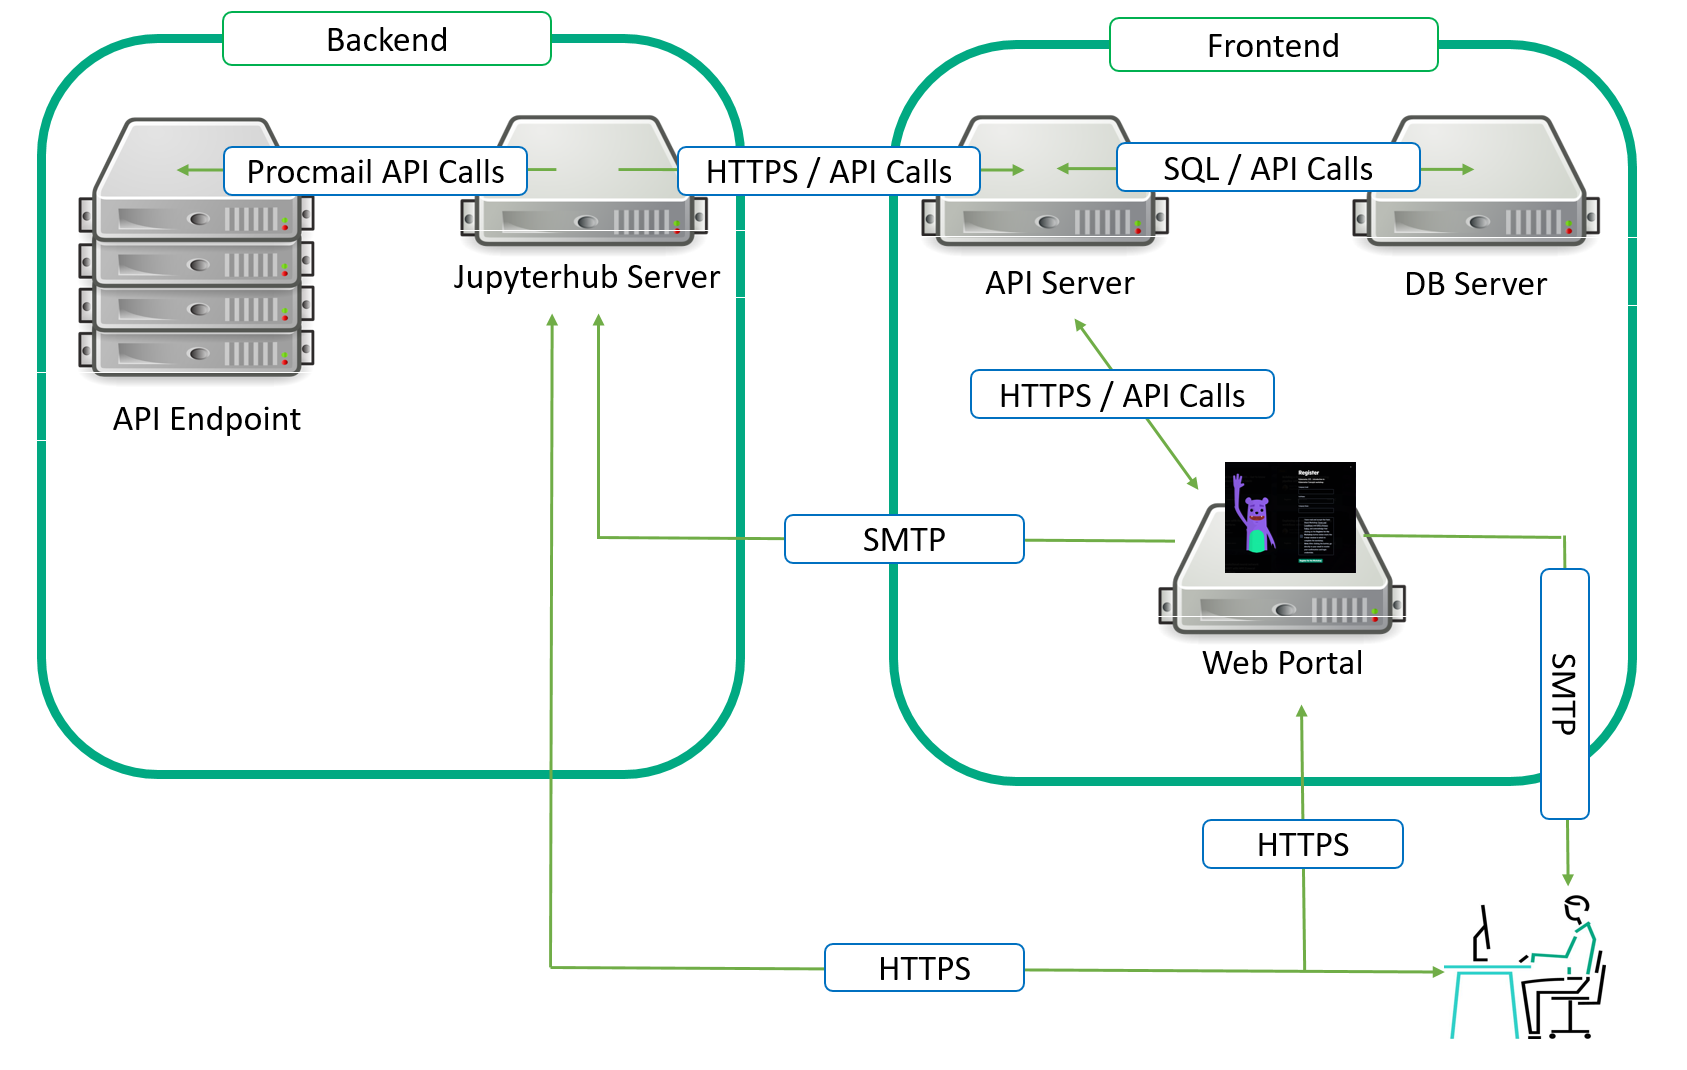 Backend
Frontend
Procmail API Calls
HTTPS / API Calls
SQL / API Calls
Jupyterhub Server
API Server
DB Server
API Endpoint
HTTPS / API Calls
Register
SMTP
Web Portal
SMTP
HTTPS
HTTPS